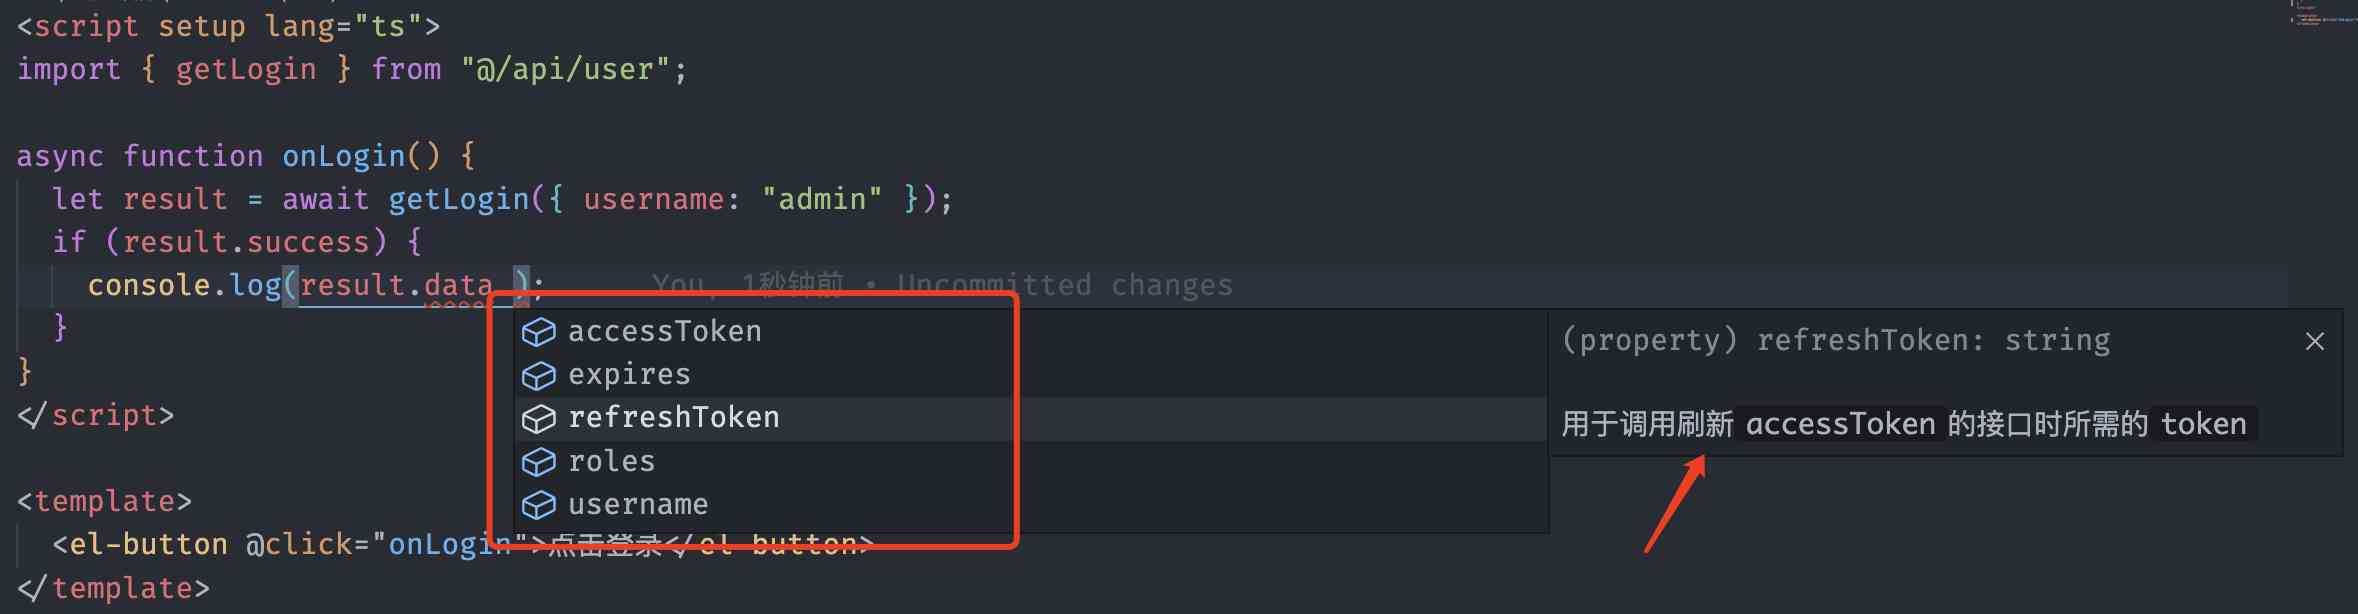 <script setup lang="ts">
import { getLogin } from "@/api/user";
async function onLogin() {
let result = await getLogin({ username: "admin" });
if (result.success) {
console.log(result.data );
You, 1秒钟前 • Uncommitted changes
}
}
</script>
<template>
<el-button @click="onLogin">点击登录</el-button>
</template>
accessToken
expires
refreshToken
roles
username
(property) refreshToken: string
用于调用刷新 accessToken 的接口时所需的 token